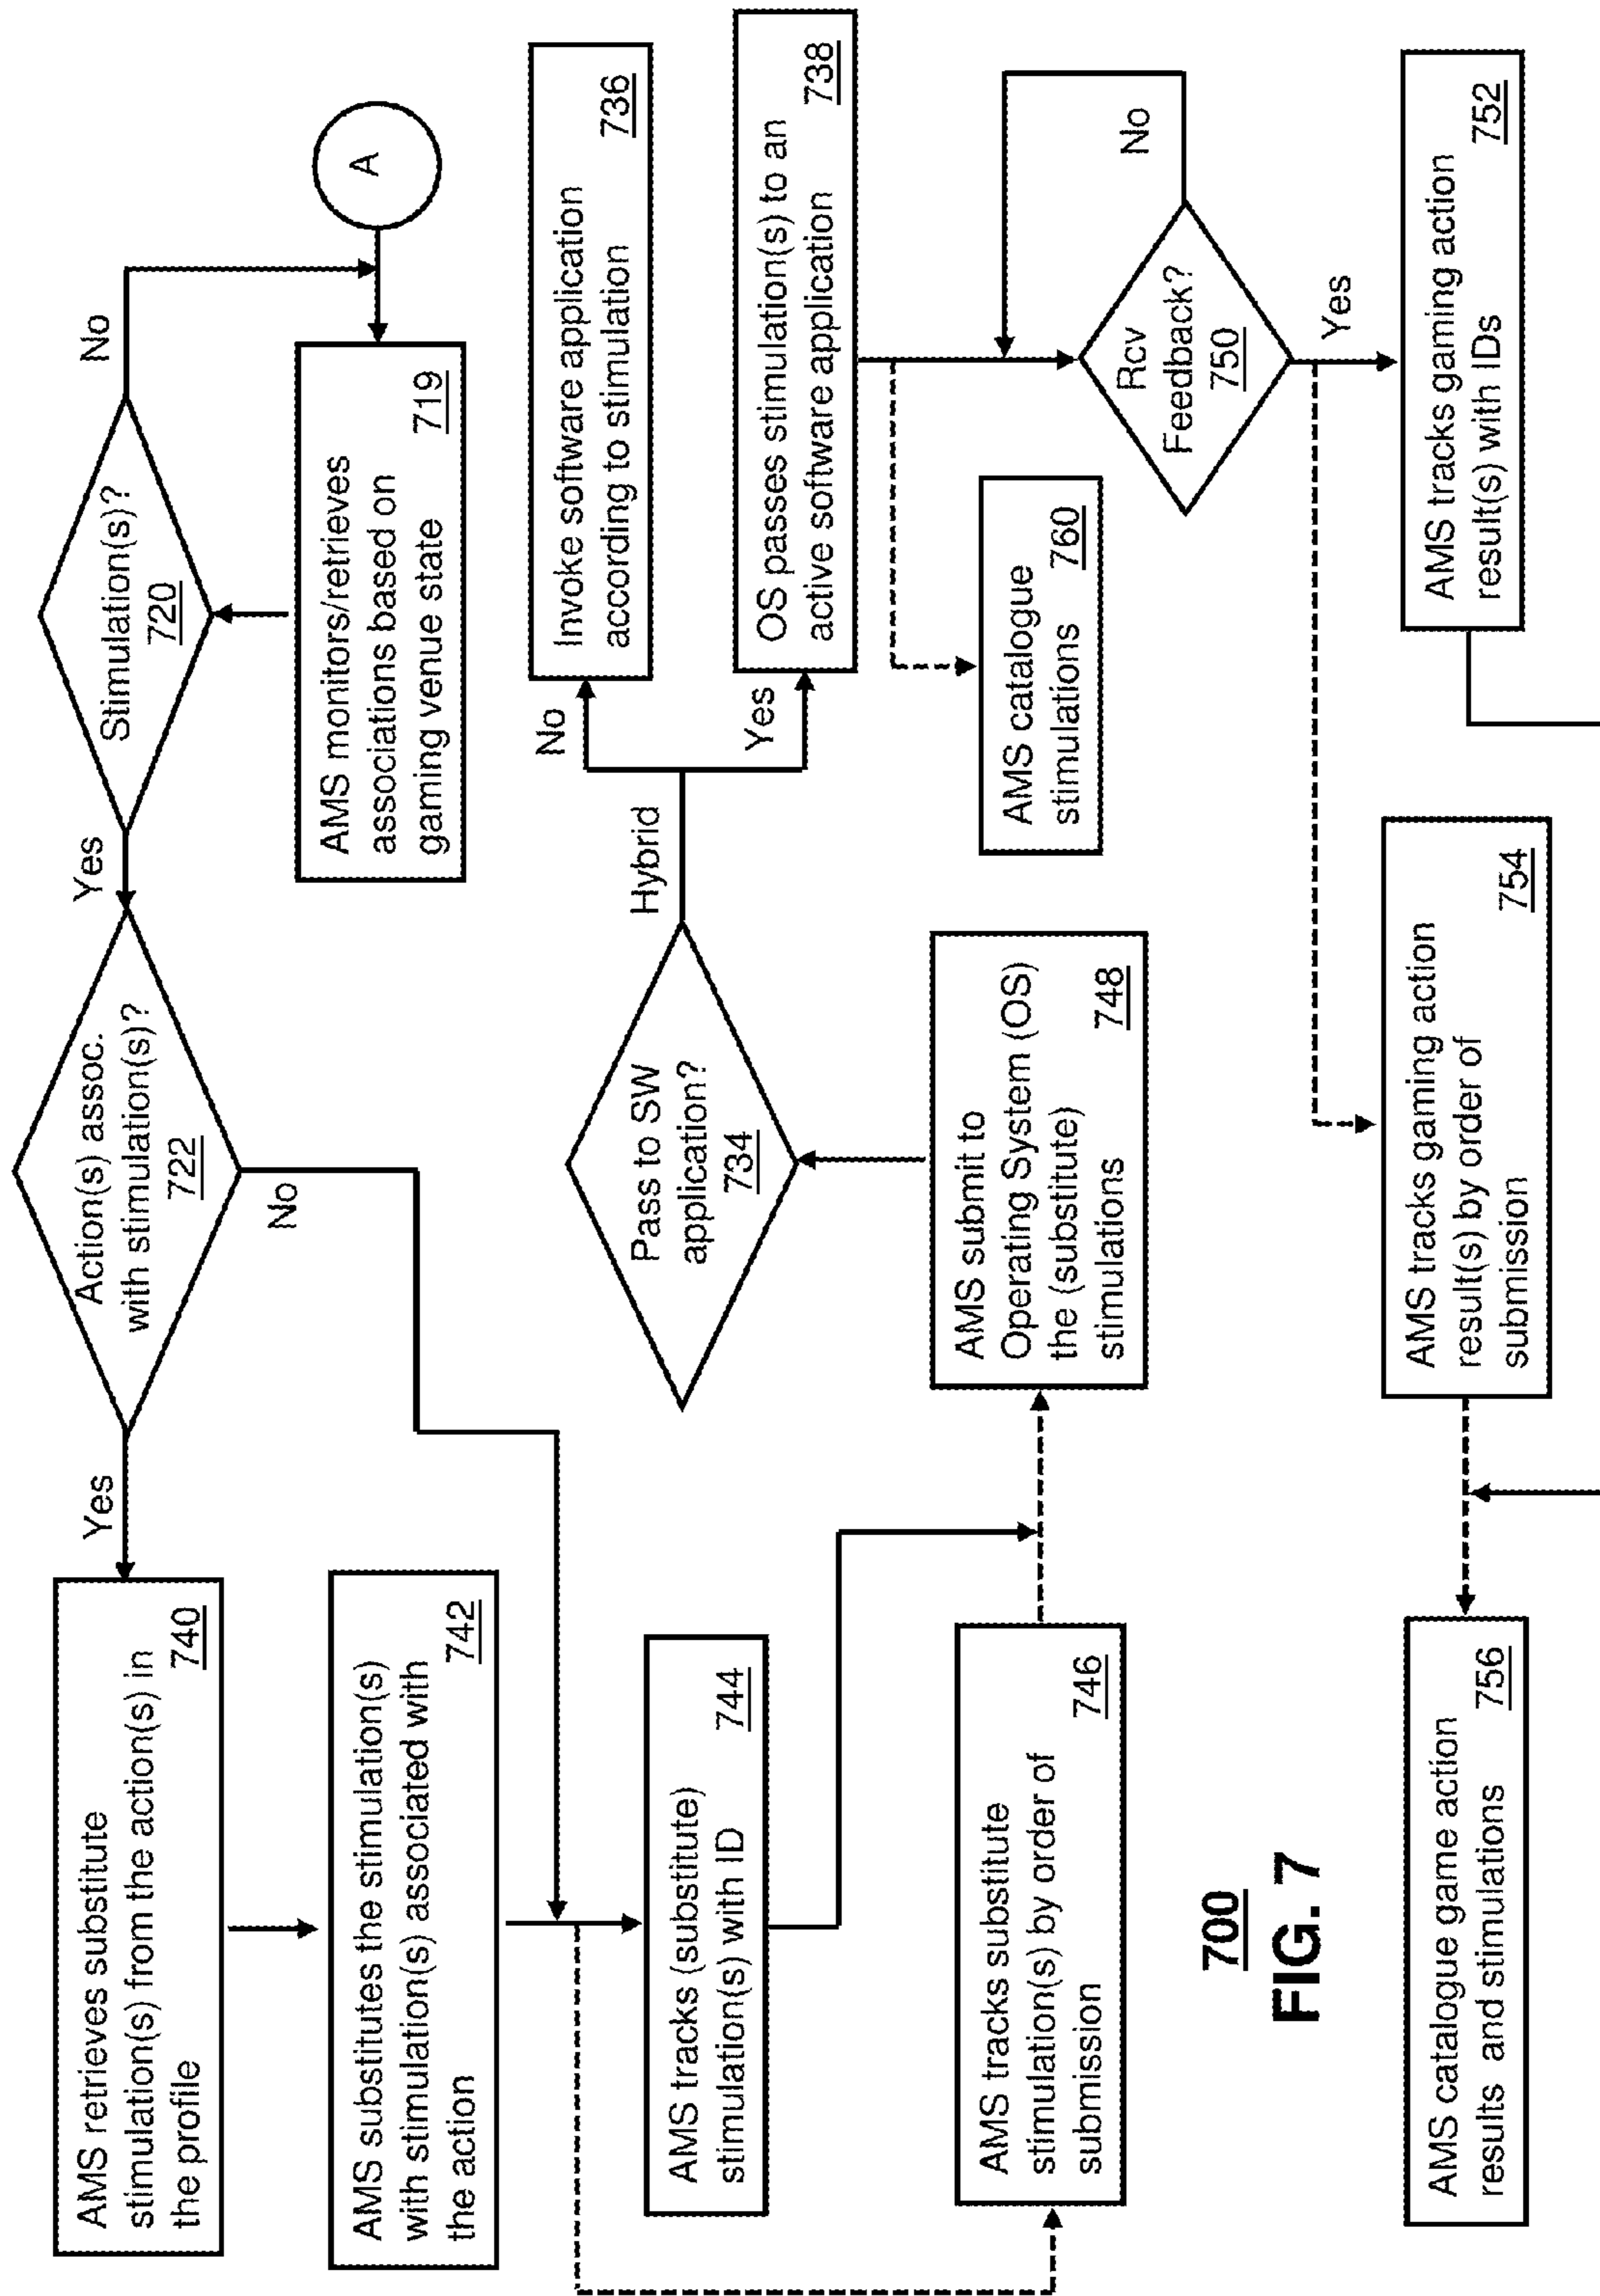 AMS retrieves substitute
stimulation(s) from the action(s) in
the profile
740
Yes
Action(s) assoc.
with stimulation(s)?
722
No
Yes
Stimulation(s)?
720
No
A
AMS monitors/retrieves
associations based on
gaming venue state
719
AMS substitutes the stimulation(s)
with stimulation(s) associated with
the action
742
AMS tracks (substitute)
stimulation(s) with ID
744
AMS tracks substitute
stimulation(s) by order of
submission
746
AMS submit to
Operating System (OS)
the (substitute)
stimulations
748
Pass to SW
application?
734
Hybrid
No
Yes
Invoke software application
according to stimulation
736
OS passes stimulation(s) to an
active software application
738
AMS catalogue
stimulations
760
Rcv
Feedback?
750
No
Yes
AMS tracks gaming action
result(s) with IDs
752
AMS tracks gaming action
result(s) by order of
submission
754
AMS catalogue game action
results and stimulations
756
700
FIG. 7